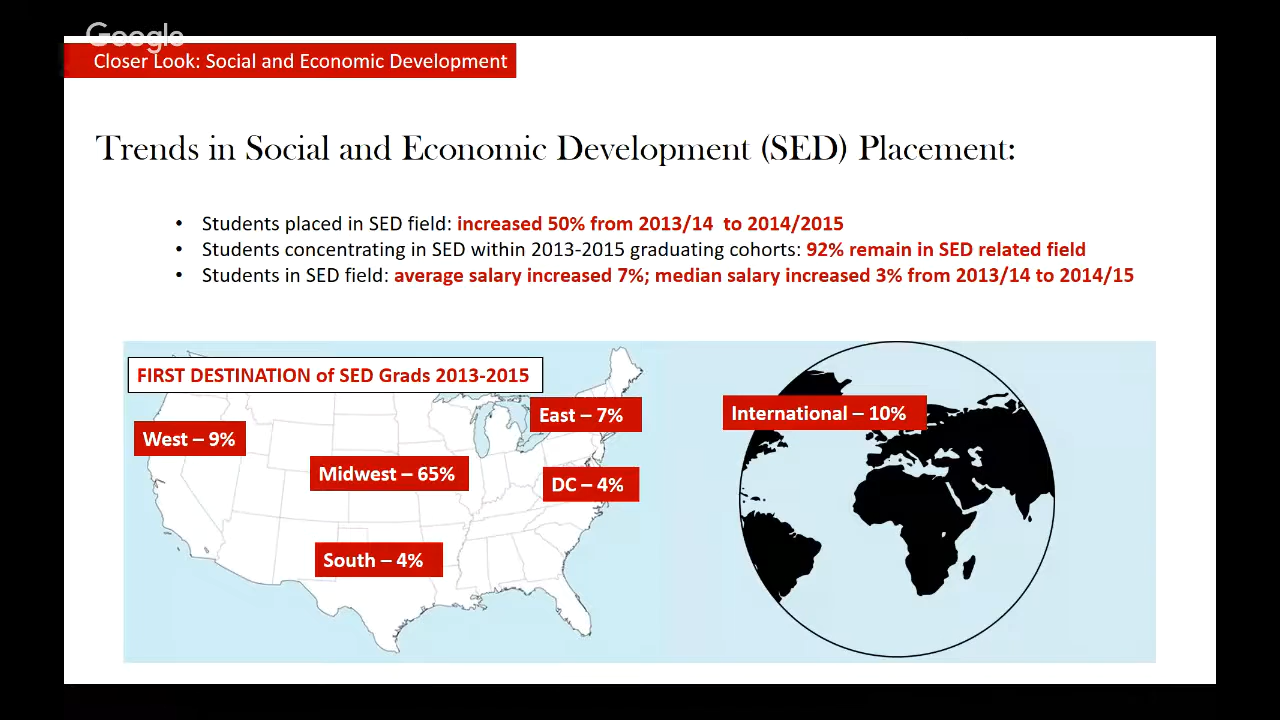 Google
Closer Look: Social and Economic Development
Trends in Social and Economic Development (SED) Placement:
• Students placed in SED field: increased 50% from 2013/14 to 2014/2015
• Students concentrating in SED within 2013-2015 graduating cohorts: 92% remain in SED related field
• Students in SED field: average salary increased 7%; median salary increased 3% from 2013/14 to 2014/15
FIRST DESTINATION of SED Grads 2013-2015
East – 7%
West – 9%
Midwest – 65%
DC – 4%
South – 4%
International – 10%